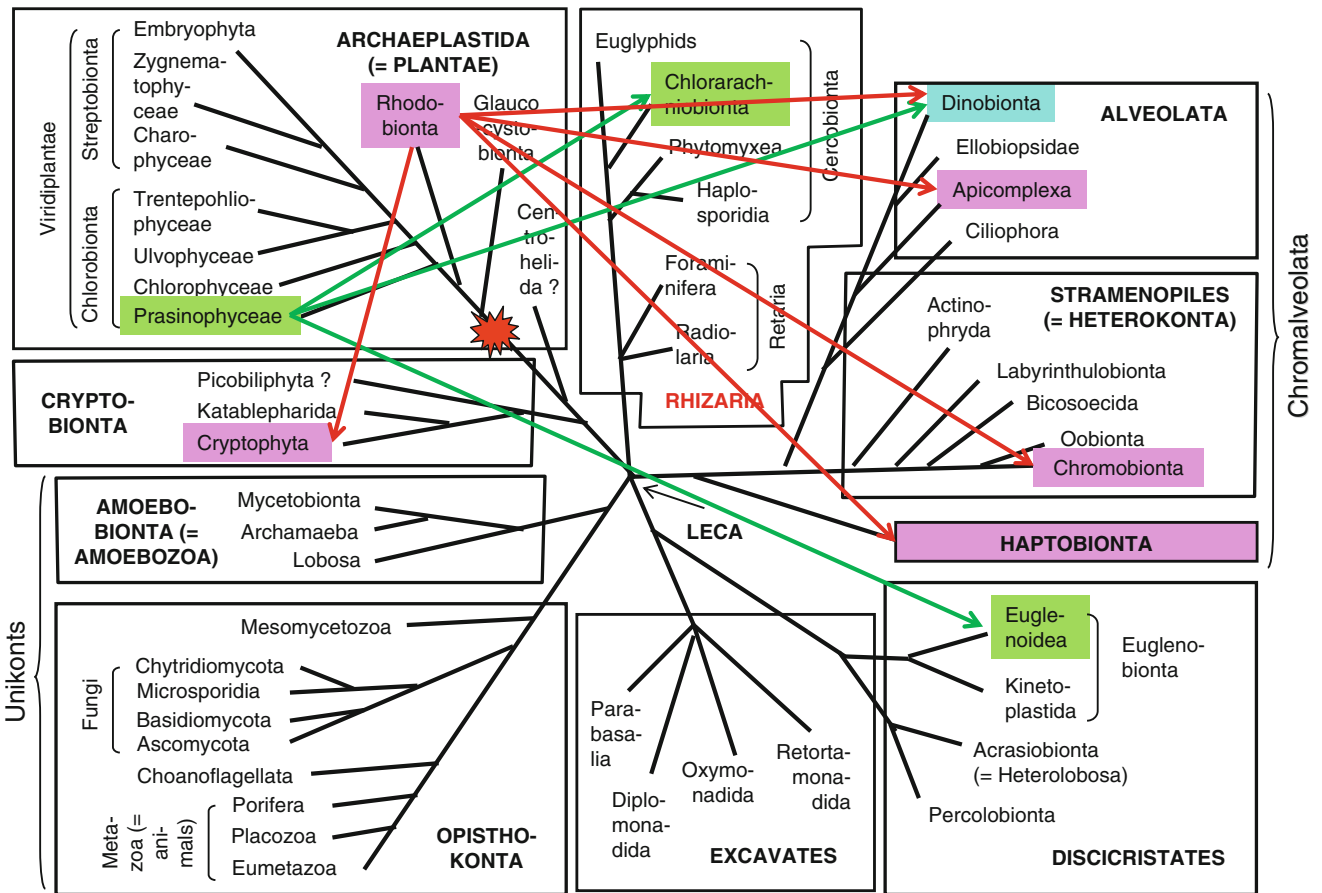 ARCHAEPLASTIDA
(= PLANTAE)
Viridiplantae
Streptobionta
Embryophyta
Zygnema-
tophy-
ceae
Charo-
phyceae
Chlorobionta
Trentepohlio-
phyceae
Ulvophyceae
Chlorophyceae
Prasinophyceae
Rhodo-
bionta
Glauco
-cysto-
bionta
Cen-
tro-
heli-
da ?
CRYPTO-
BIONTA
Picobiliphyta ?
Katablepharida
Cryptophyta
Euglyphids
Chlorarach-
niobionta
Phytomyxea
Haplo-
sporidia
Cercobionta
Forami-
nifera
Radio-
laria
Retaria
RHIZARIA
ALVEOLATA
Dinobionta
Ellobiopsidae
Apicomplexa
Ciliophora
STRAMENOPILES
(= HETEROKONTA)
Actino-
phryda
Labyrinthulobionta
Bicosoecida
Oobionta
Chromobionta
HAPTOBIONTA
Chromalveolata
LECA
Unikonts
AMOEBO-
BIONTA (=
AMOEBOZOA)
Mycetobionta
Archamaeba
Lobosa
Mesomycetozoa
Fungi
Chytridiomycota
Microsporidia
Basidiomycota
Ascomycota
Choanoflagellata
Meta-
zoa (=
ani-
mals)
Porifera
Placozoa
Eumetazoa
OPISTHO-
KONTA
Para-
basa-
lia
Diplo-
mona-
dida
Oxymo-
nadida
Retorta-
mona-
dida
EXCAVATES
Eugle-
noidea
Kineto-
plastida
Eugleno-
bionta
Acrasiobionta
(= Heterolobosa)
Percolobionta
DISCICRISTATES